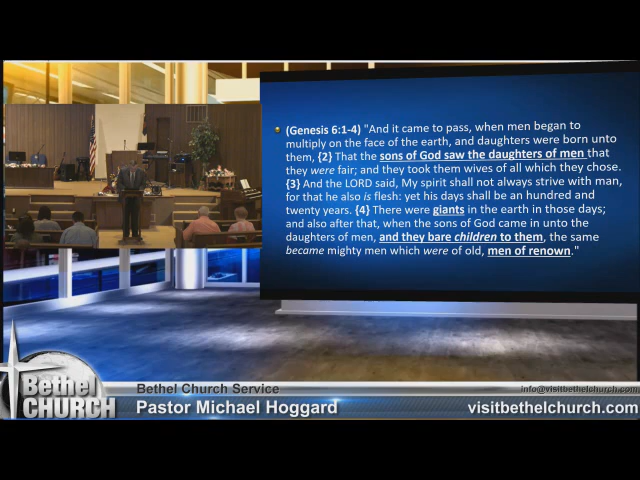 (Genesis 6:1-4) "And it came to pass, when men began to
multiply on the face of the earth, and daughters were born unto
them, {2} That the sons of God saw the daughters of men that
they were fair; and they took them wives of all which they chose.
{3} And the LORD said, My spirit shall not always strive with man,
for that he also is flesh: yet his days shall be an hundred and
twenty years. {4} There were giants in the earth in those days;
and also after that, when the sons of God came in unto the
daughters of men, and they bare children to them, the same
became mighty men which were of old, men of renown."
Bethel
CHURCH
Bethel Church Service
info@visitbethelchurch.com
Pastor Michael Hoggard
visitbethelchurch.com